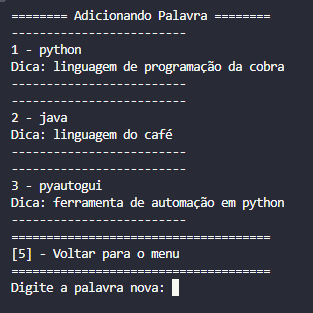 ======== Adicionando Palavra ========
-------------------------
1 - python
Dica: linguagem de programação da cobra
-------------------------
-------------------------
2 - java
Dica: linguagem do café
-------------------------
-------------------------
3 - pyautogui
Dica: ferramenta de automação em python
-------------------------
=====================================
[5] - Voltar para o menu
=====================================
Digite a palavra nova: